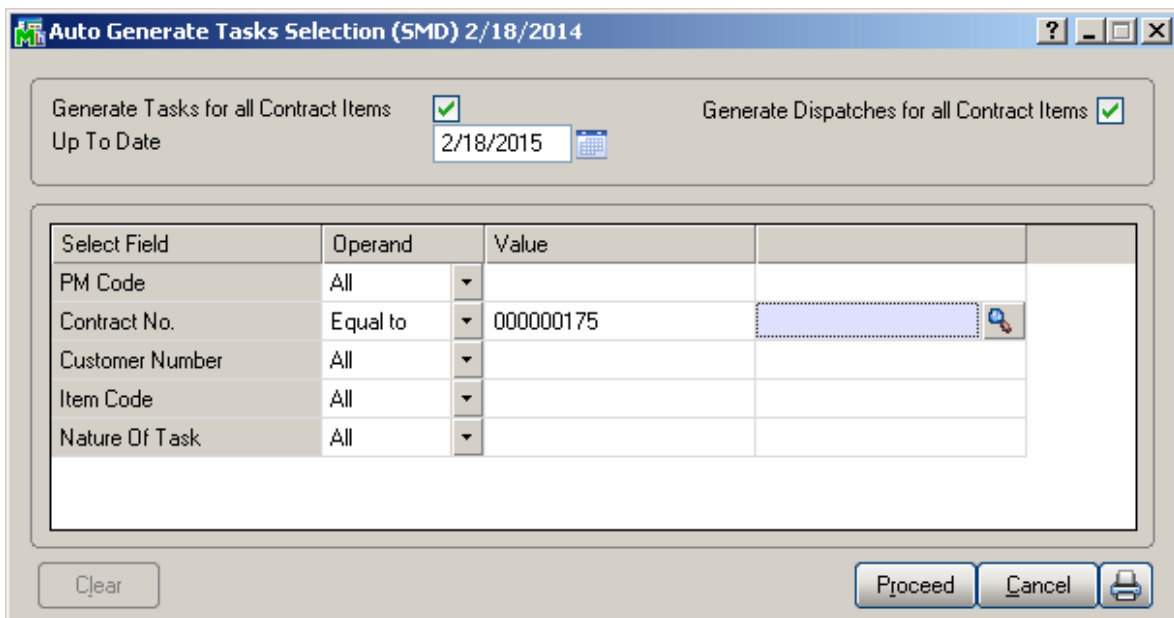 Auto Generate Tasks Selection (SMD) 2/18/2014
Generate Tasks for all Contract Items Generate Dispatches for all Contract Items
Up To Date 2/18/2015
Select Field Operand Value
PM Code All
Contract No. Equal to 000000175
Customer Number All
Item Code All
Nature Of Task All
Clear Proceed Cancel